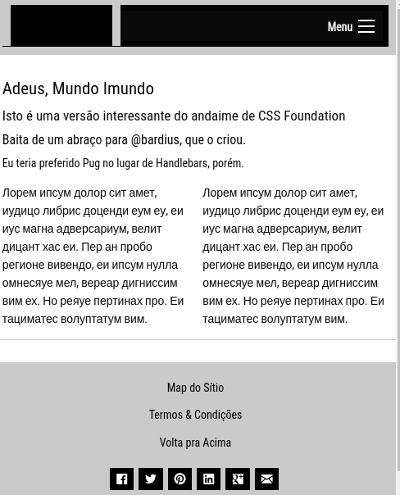 Menu
Adeus, Mundo Imundo
Isto é uma versão interessante do andaime de CSS Foundation
Baita de um abraço para @bardius, que o criou.
Eu teria preferido Pug no lugar de Handlebars, porém.
Лорем ипсум долор сит амет,
иудицо либрис доценди еум еу, еи
иус магна адверсариум, велит
дицант хас еи. Пер ан пробо
регионе вивендо, еи ипсум нулла
омнесяуе мел, вереар дигниссим
вим ех. Но реяуе пертинах про. Еи
тациматес волуптатум вим.
Лорем ипсум долор сит амет,
иудицо либрис доценди еум еу, еи
иус магна адверсариум, велит
дицант хас еи. Пер ан пробо
регионе вивендо, еи ипсум нулла
омнесяуе мел, вереар дигниссим
вим ех. Но реяуе пертинах про. Еи
тациматес волуптатум вим.
Map do Sítio
Termos & Condições
Volta pra Acima